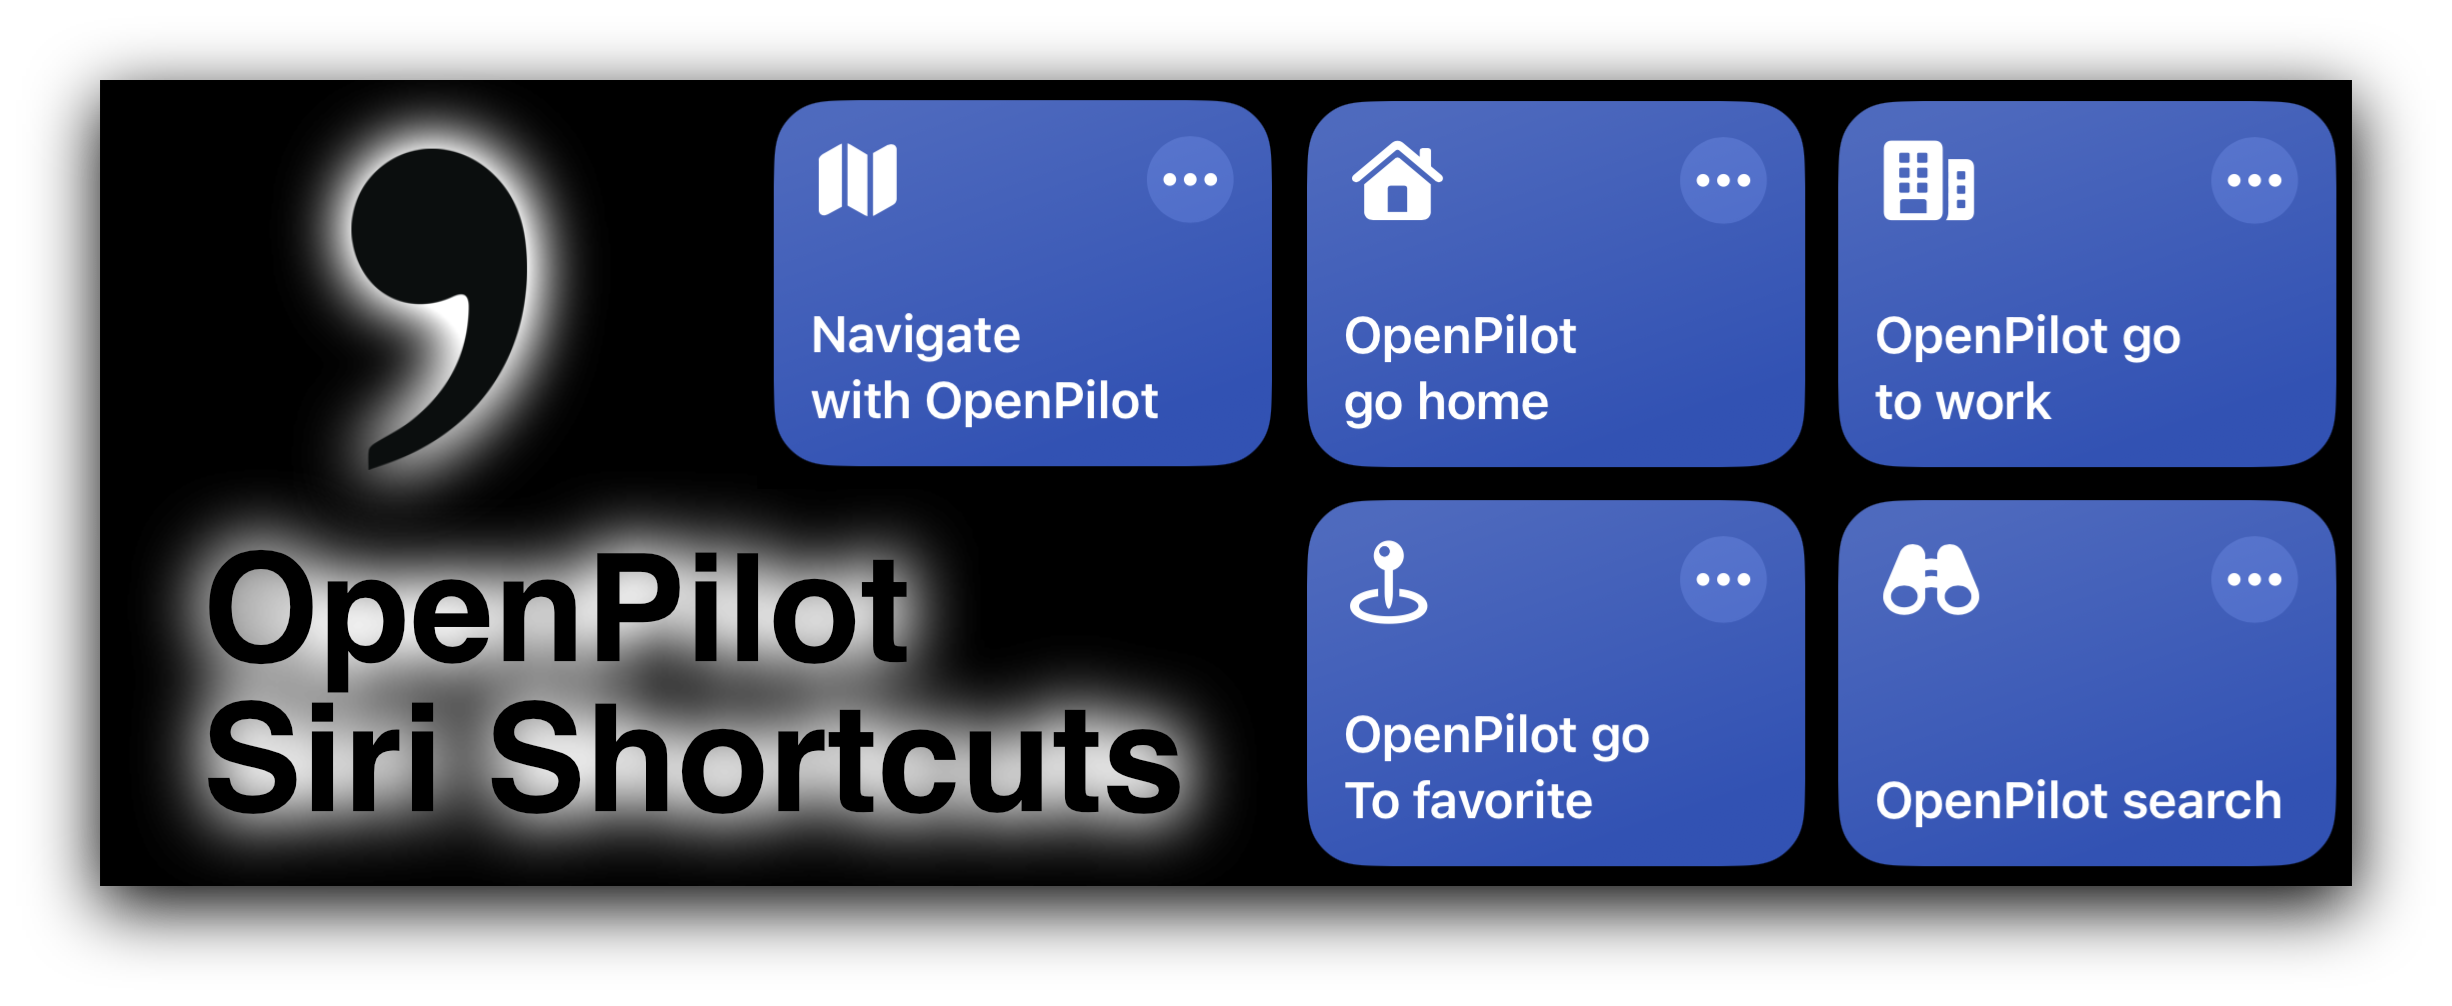 OpenPilot
Siri Shortcuts
Navigate
with OpenPilot
OpenPilot
go home
OpenPilot go
to work
OpenPilot go
To favorite
OpenPilot search